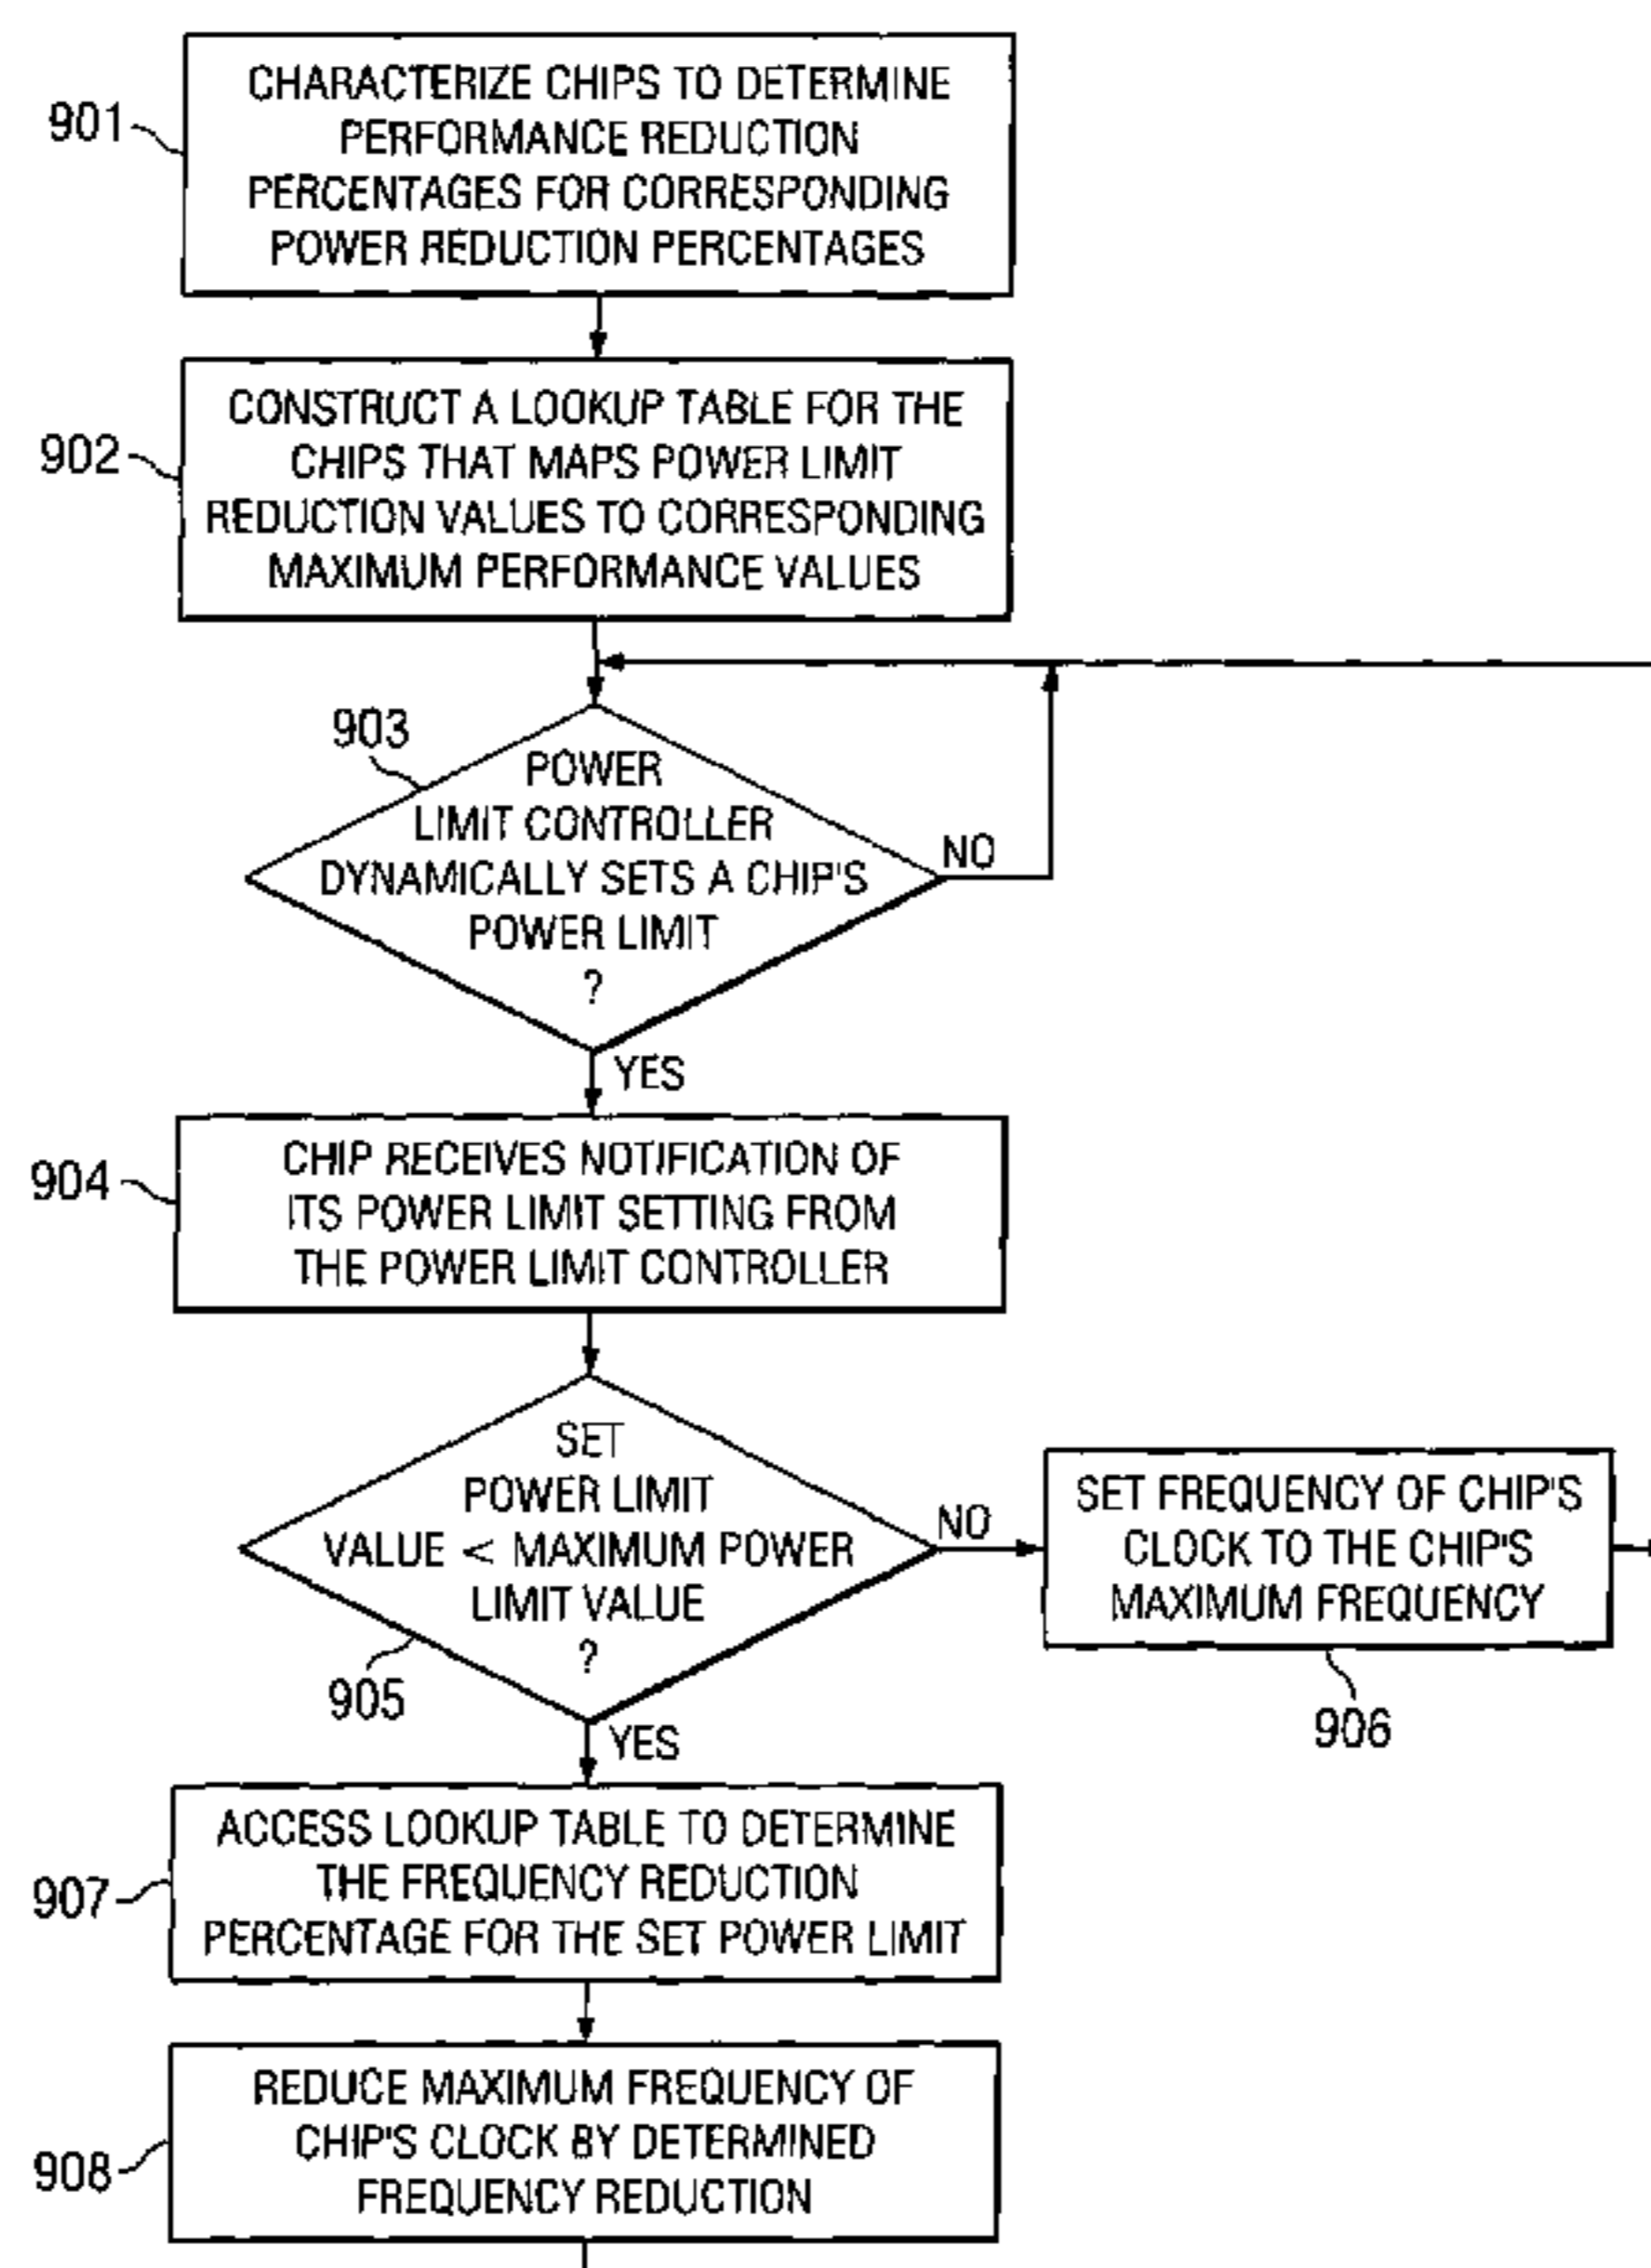 901
CHARACTERIZE CHIPS TO DETERMINE
PERFORMANCE REDUCTION
PERCENTAGES FOR CORRESPONDING
POWER REDUCTION PERCENTAGES
902
CONSTRUCT A LOOKUP TABLE FOR THE
CHIPS THAT MAPS POWER LIMIT
REDUCTION VALUES TO CORRESPONDING
MAXIMUM PERFORMANCE VALUES
903
POWER
LIMIT CONTROLLER
DYNAMICALLY SETS A CHIP'S
POWER LIMIT
?
NO
YES
904
CHIP RECEIVES NOTIFICATION OF
ITS POWER LIMIT SETTING FROM
THE POWER LIMIT CONTROLLER
SET
POWER LIMIT
VALUE < MAXIMUM POWER
LIMIT VALUE
?
905
NO
SET FREQUENCY OF CHIP'S
CLOCK TO THE CHIP'S
MAXIMUM FREQUENCY
906
YES
907
ACCESS LOOKUP TABLE TO DETERMINE
THE FREQUENCY REDUCTION
PERCENTAGE FOR THE SET POWER LIMIT
908
REDUCE MAXIMUM FREQUENCY OF
CHIP'S CLOCK BY DETERMINED
FREQUENCY REDUCTION